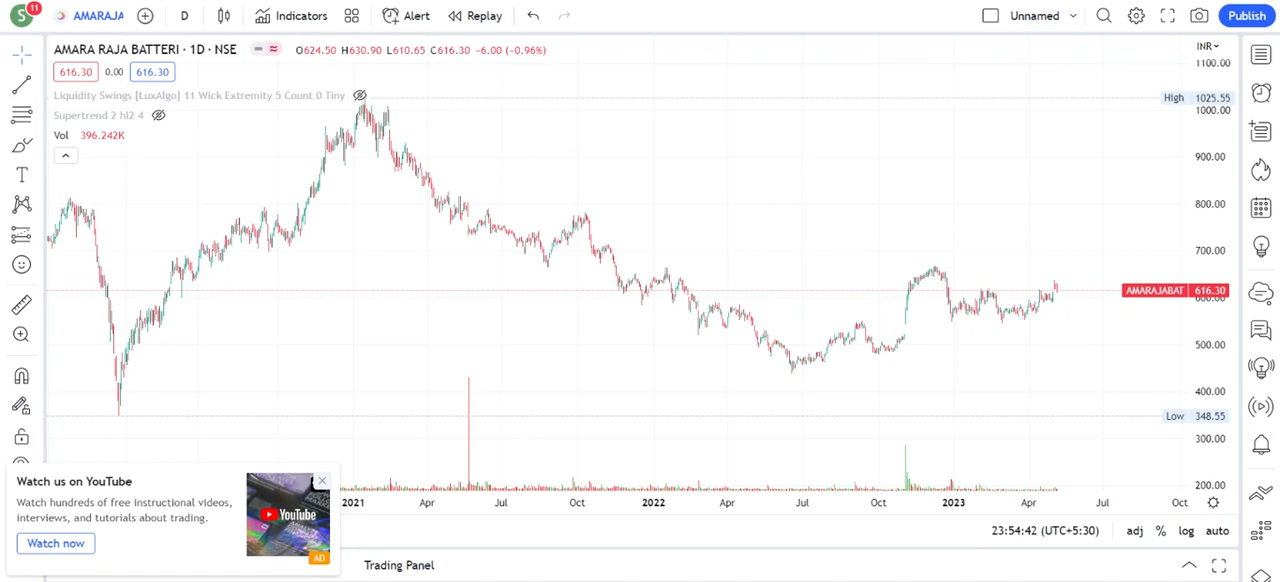 S 11 AMARAJA D Indicators Alert Replay Unnamed Publish
AMARA RAJA BATTERI · 1D · NSE O624.50 H630.90 L610.65 C616.30 -6.00 (-0.96%) INR
616.30 0.00 616.30
Liquidity Swings [LuxAlgo] 11 Wick Extremity 5 Count 0 Tiny
Supertrend 2 hl2 4
Vol 396.242K
1100.00
High 1025.55
1000.00
900.00
800.00
700.00
AMARAJABAT 616.30
600.00
500.00
400.00
Low 348.55
300.00
200.00
2021 Apr Jul Oct 2022 Apr Jul Oct 2023 Apr Jul Oct
23:54:42 (UTC+5:30) adj % log auto
Trading Panel
Watch us on YouTube
Watch hundreds of free instructional videos,
interviews, and tutorials about trading.
Watch now
YouTube
AD